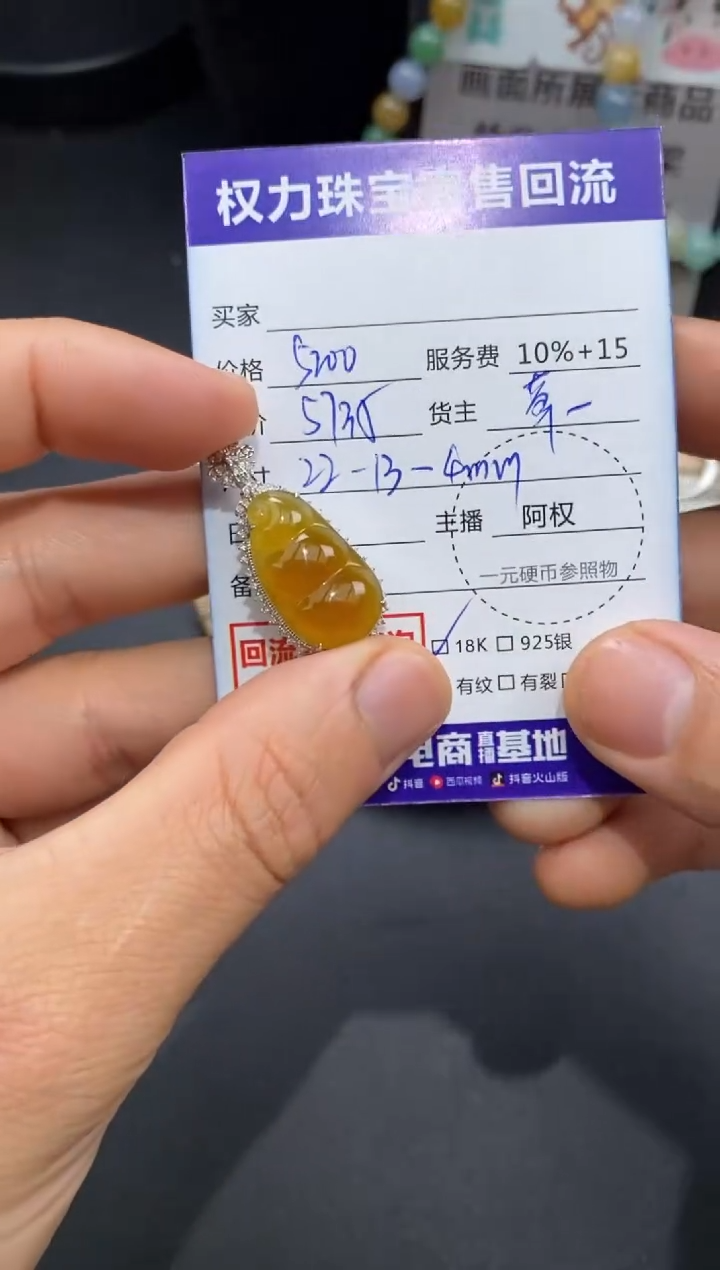 画面所展 商品
权力珠宝 售回流
买家
价格 5200 服务费 10%+15
价 5735 货主
寸 22-13-4mm
主播 阿权
备 一元硬币参照物
回流 18K 925银
有纹 有裂
电商直播基地
抖音 西瓜视频 抖音火山版